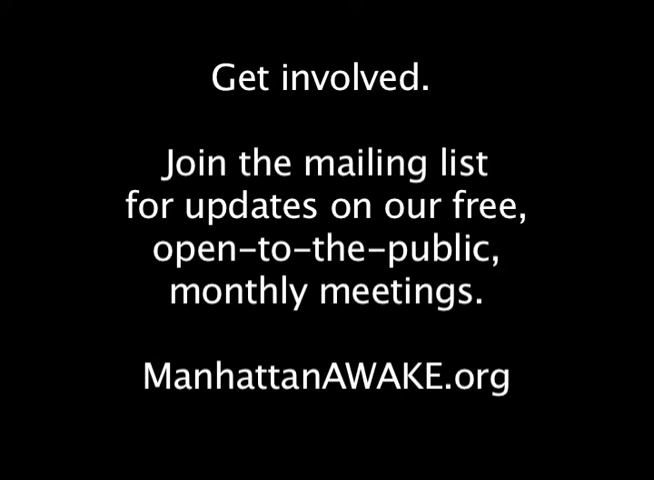 Get involved.
Join the mailing list
for updates on our free,
open-to-the-public,
monthly meetings.
ManhattanAWAKE.org